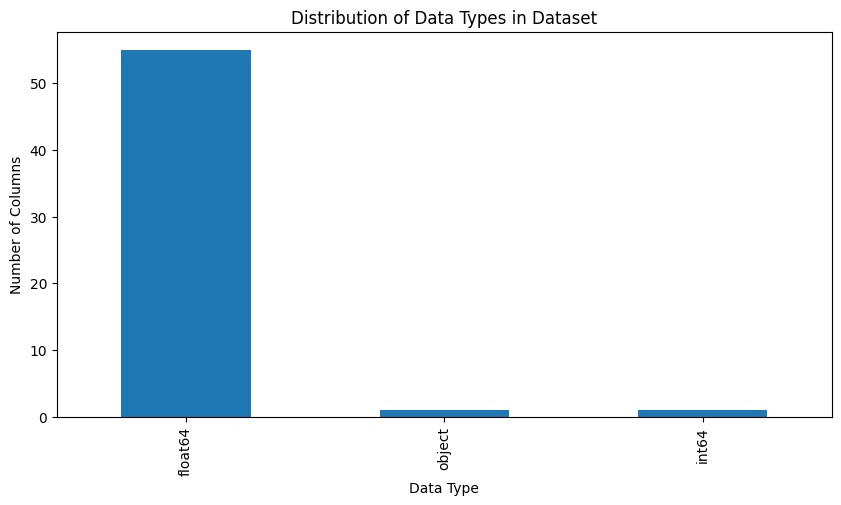 Distribution of Data Types in Dataset
Number of Columns
50
40
30
20
10
0
float64
object
int64
Data Type